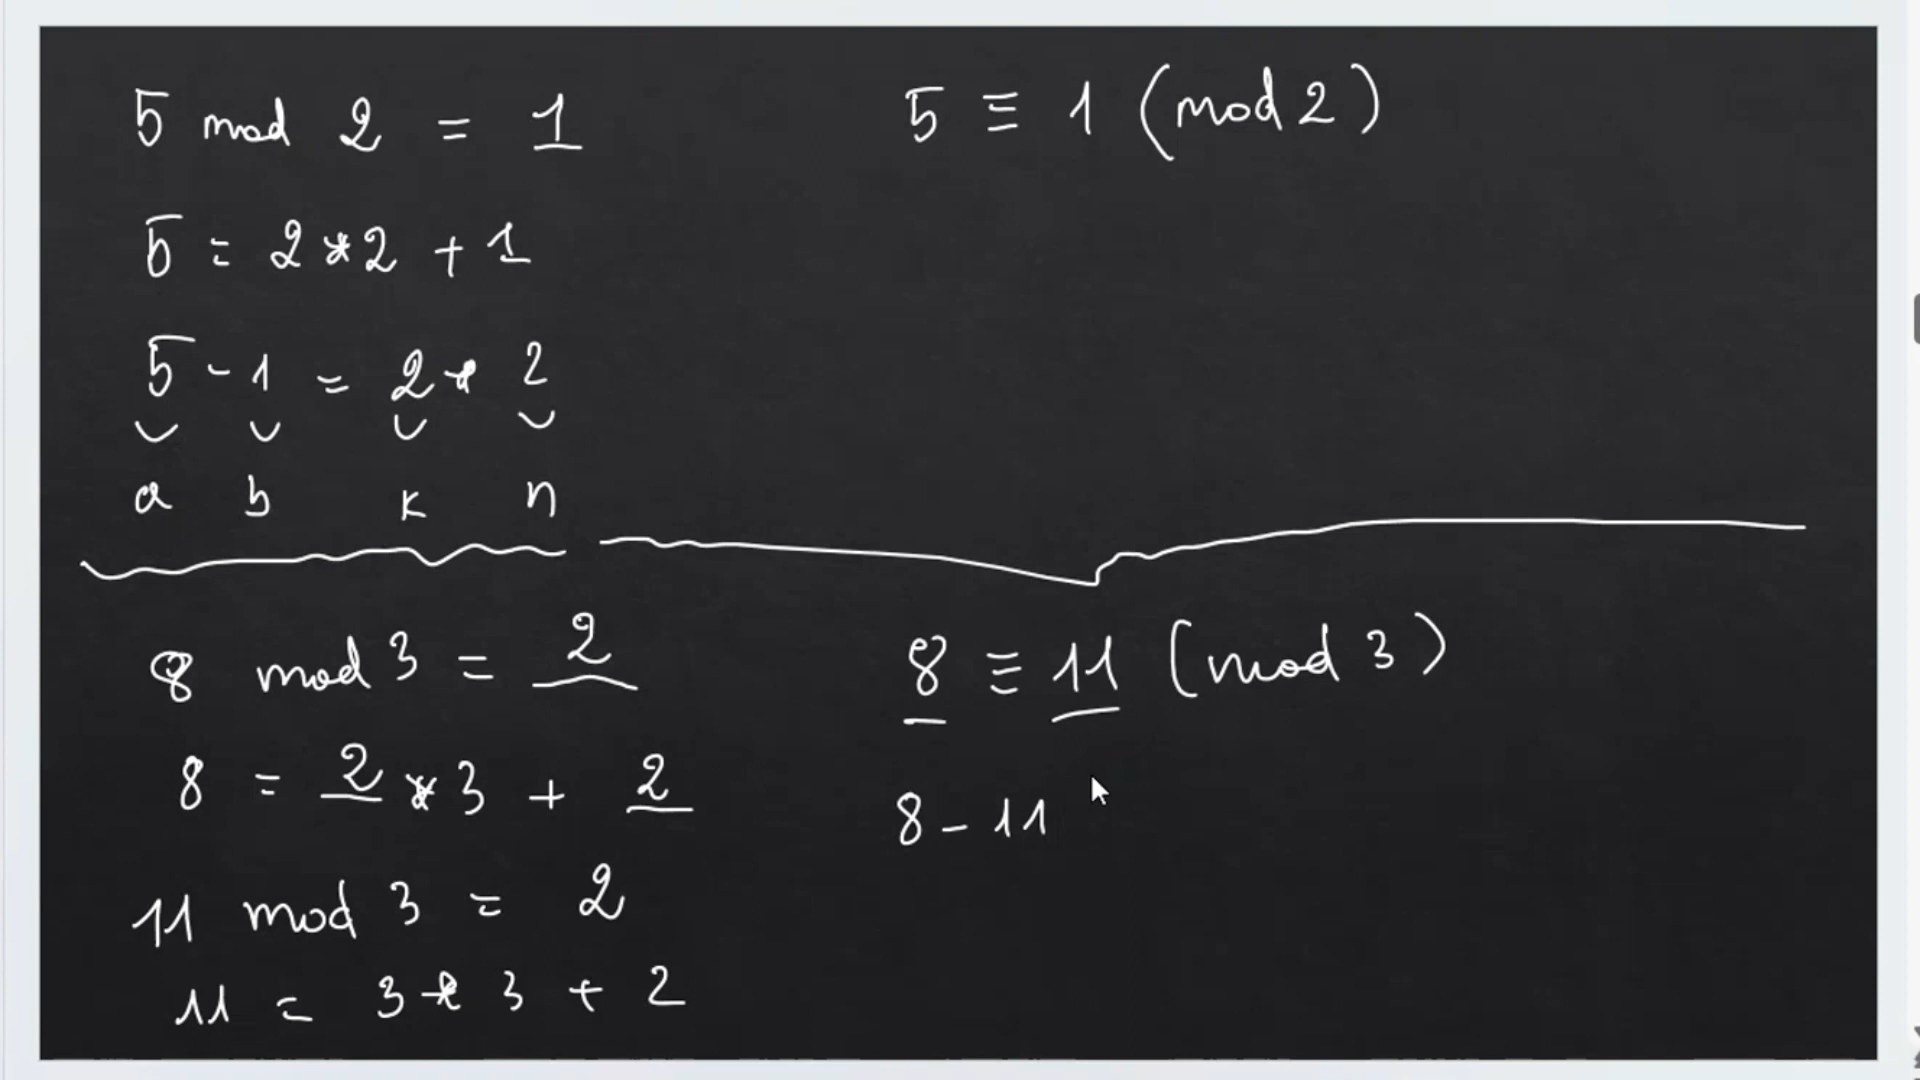 5 mod 2 = 1
5 = 2 * 2 + 1
5 - 1 = 2 * 2
a b k n
5 ≡ 1 (mod 2)
8 mod 3 = 2
8 = 2 * 3 + 2
11 mod 3 = 2
11 = 3 * 3 + 2
8 ≡ 11 (mod 3)
8 - 11